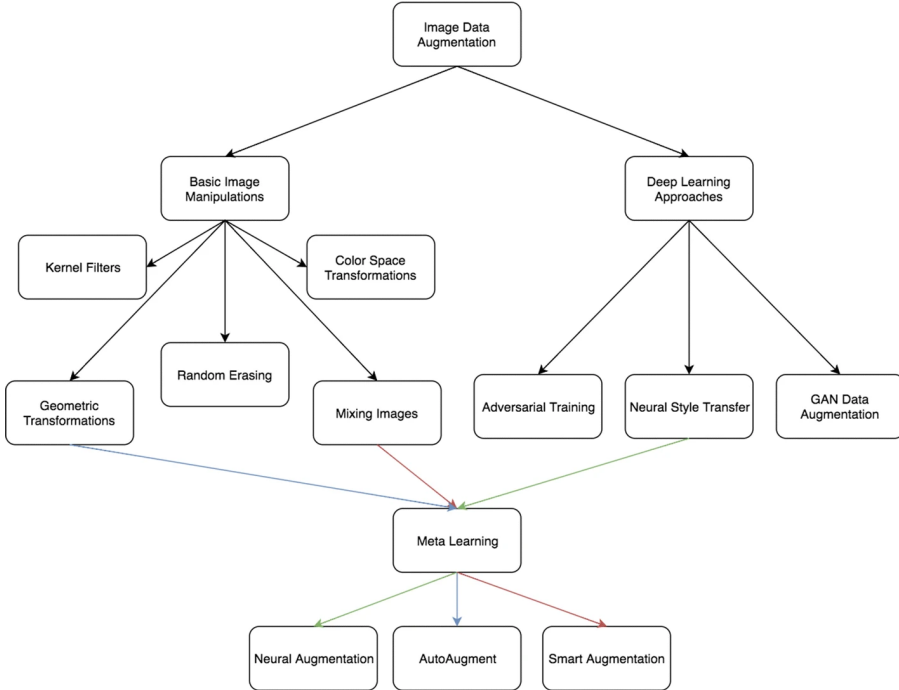 Image Data
Augmentation
Basic Image
Manipulations
Deep Learning
Approaches
Kernel Filters
Color Space
Transformations
Random Erasing
Geometric
Transformations
Mixing Images
Adversarial Training
Neural Style Transfer
GAN Data
Augmentation
Meta Learning
Neural Augmentation
AutoAugment
Smart Augmentation